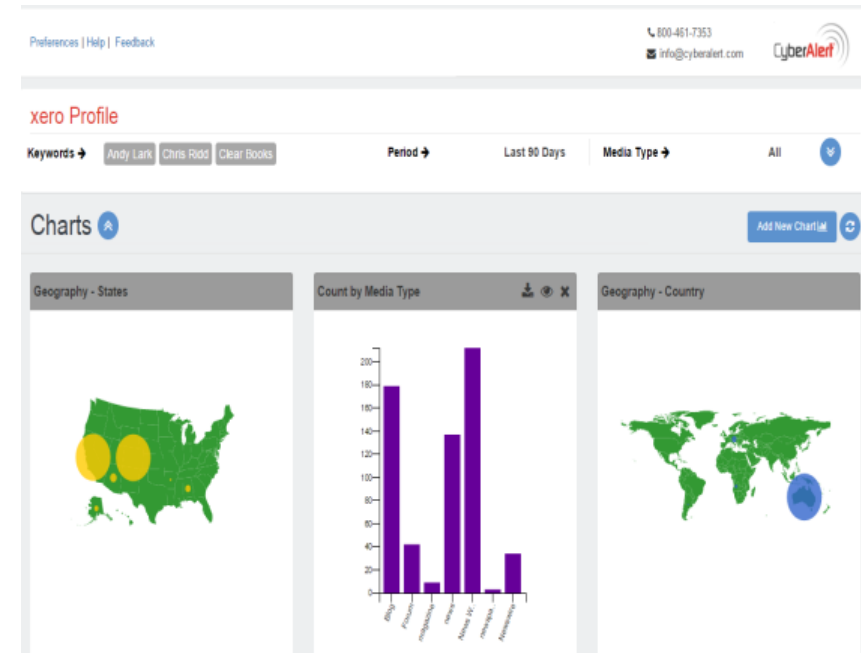 Preferences | Help | Feedback
800-461-7353
info@cyberalert.com
CyberAlert
xero Profile
Keywords → Andy Lark Chris Ridd Clear Books Period → Last 90 Days Media Type → All
Charts
Add New Chart
Geography - States
Count by Media Type
Geography - Country
200
180
160
140
120
100
80
60
40
20
0
Blog
Forum
magazine
news
News W..
newspa..
Newswire